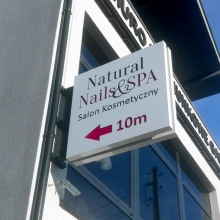 Natural
Nails&SPA
Salon Kosmetyczny
10m